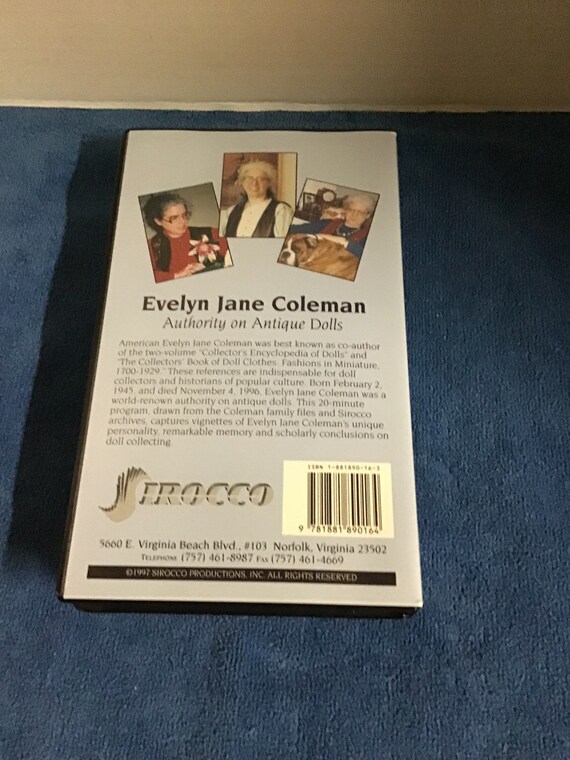 Evelyn Jane Coleman
Authority on Antique Dolls
American Evelyn Jane Coleman was best known as co-author
of the two-volume "Collector's Encyclopedia of Dolls" and
"The Collectors' Book of Doll Clothes: Fashions in Miniature,
1700-1929." These references are indispensable for doll
collectors and historians of popular culture. Born February 2,
1945, and died November 4, 1996, Evelyn Jane Coleman was a
world-renown authority on antique dolls. This 20-minute
program, drawn from the Coleman family files and Sirocco
archives, captures vignettes of Evelyn Jane Coleman's unique
personality, remarkable memory and scholarly conclusions on
doll collecting.
SIROCCO
ISBN 1-881890-16-3
9 781881 890164
5660 E. Virginia Beach Blvd., #103 Norfolk, Virginia 23502
Telephone (757) 461-8987 Fax (757) 461-4669
©1997 SIROCCO PRODUCTIONS, INC. ALL RIGHTS RESERVED